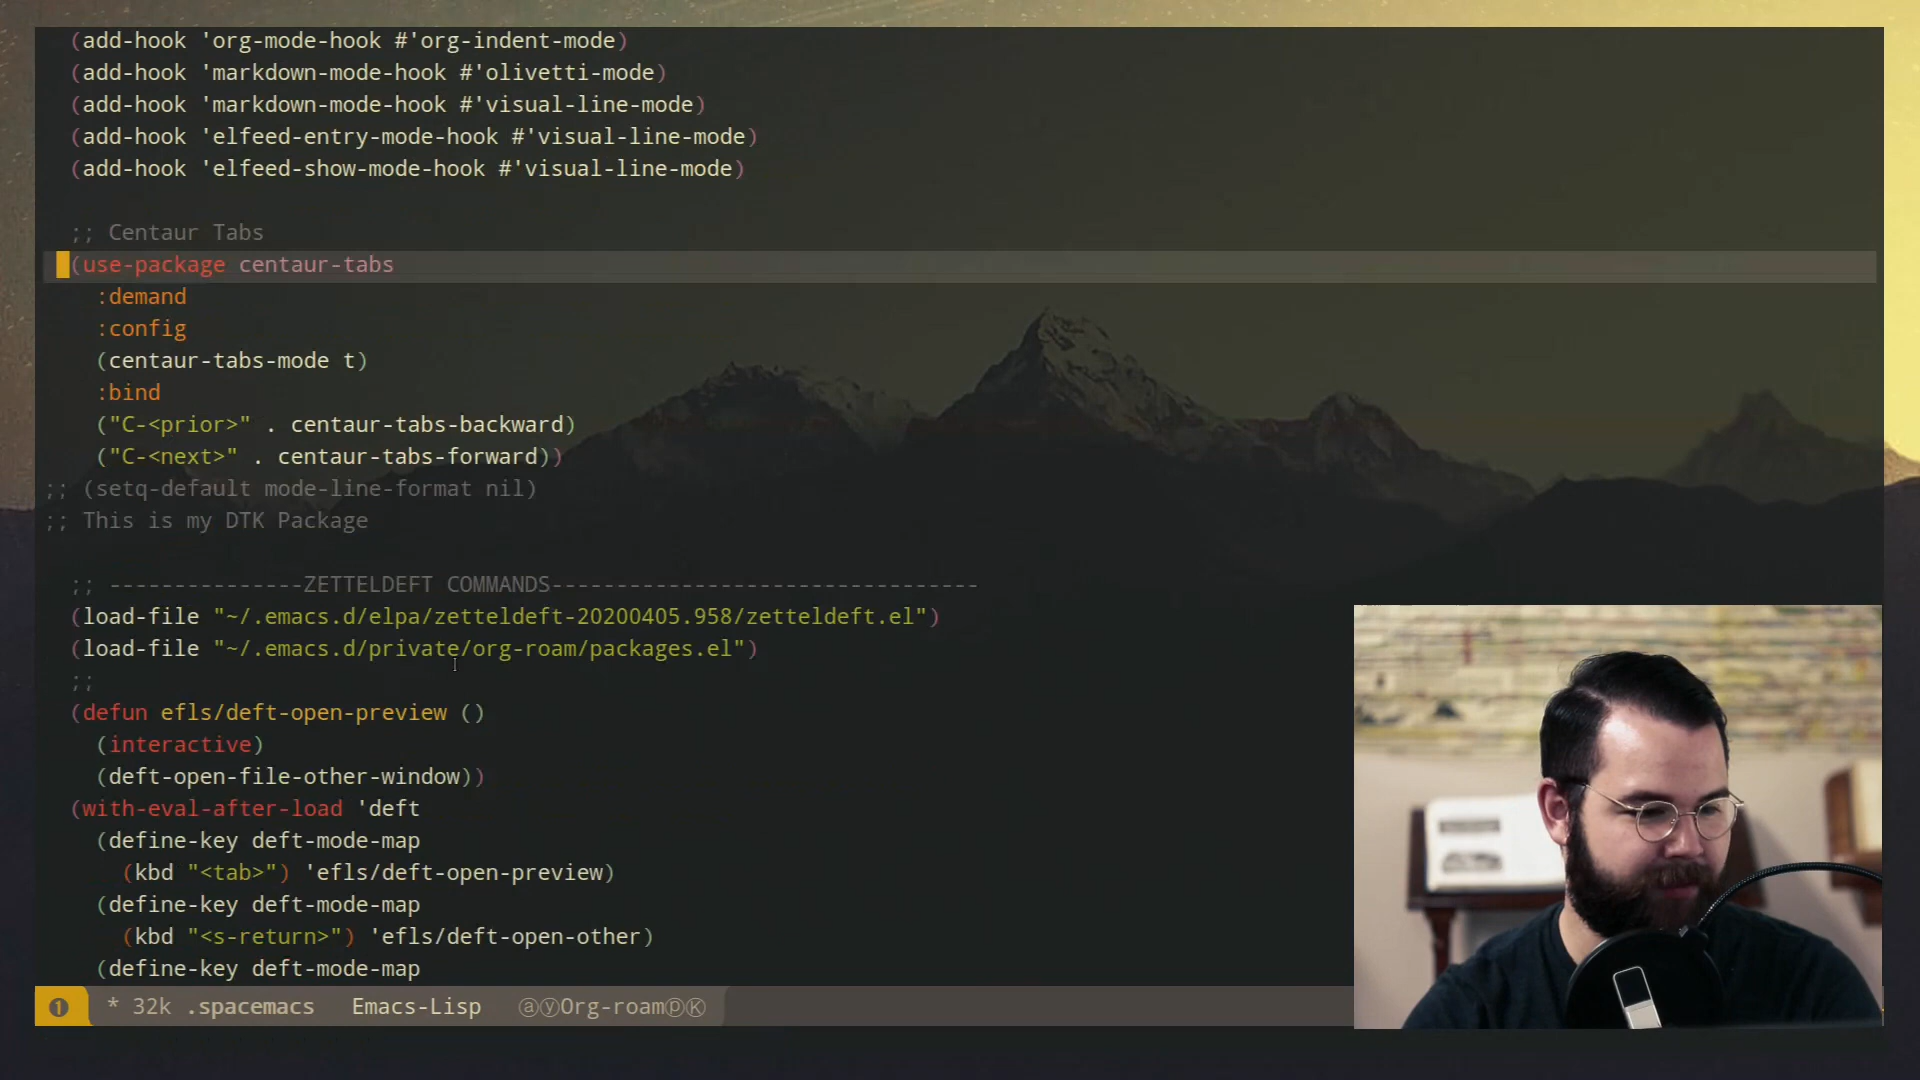 (add-hook 'org-mode-hook #'org-indent-mode)
(add-hook 'markdown-mode-hook #'olivetti-mode)
(add-hook 'markdown-mode-hook #'visual-line-mode)
(add-hook 'elfeed-entry-mode-hook #'visual-line-mode)
(add-hook 'elfeed-show-mode-hook #'visual-line-mode)
;; Centaur Tabs
(use-package centaur-tabs
:demand
:config
(centaur-tabs-mode t)
:bind
("C-<prior>" . centaur-tabs-backward)
("C-<next>" . centaur-tabs-forward))
;; (setq-default mode-line-format nil)
;; This is my DTK Package
;; ---------------ZETTELDEFT COMMANDS---------------------------------
(load-file "~/.emacs.d/elpa/zetteldeft-20200405.958/zetteldeft.el")
(load-file "~/.emacs.d/private/org-roam/packages.el")
;;
(defun efls/deft-open-preview ()
(interactive)
(deft-open-file-other-window))
(with-eval-after-load 'deft
(define-key deft-mode-map
(kbd "<tab>") 'efls/deft-open-preview)
(define-key deft-mode-map
(kbd "<s-return>") 'efls/deft-open-other)
(define-key deft-mode-map
❶ * 32k .spacemacs Emacs-Lisp ⓐⓨOrg-roamⓟⓀ